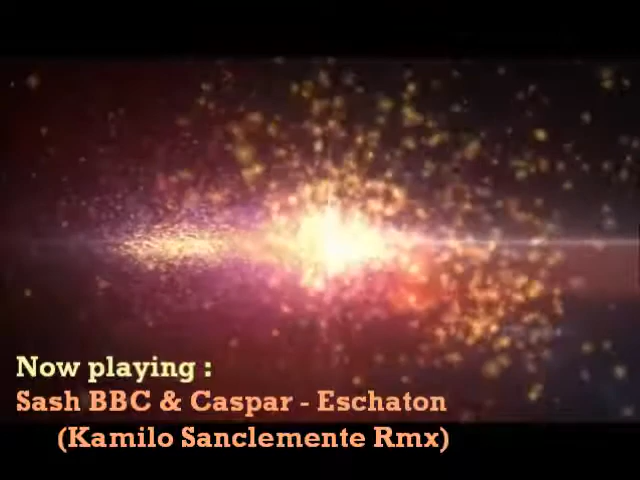 Now playing :
Sash BBC & Caspar - Eschaton
(Kamilo Sanclemente Rmx)